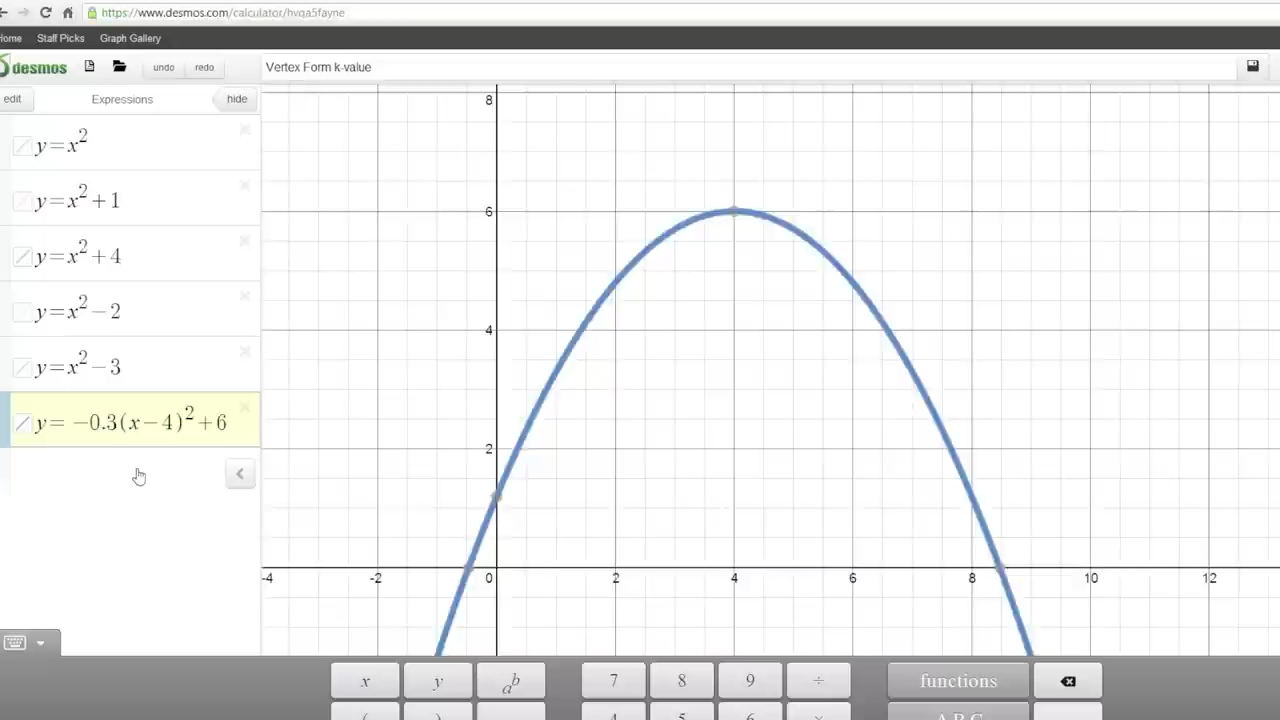 https://www.desmos.com/calculator/hvqa5fayne
Home Staff Picks Graph Gallery
desmos undo redo Vertex Form k-value
edit Expressions hide
y=x²
y=x²+1
y=x²+4
y=x²−2
y=x²−3
y= −0.3(x−4)²+6
8
6
4
2
-4 -2 0 2 4 6 8 10 12
x y aᵇ 7 8 9 ÷ functions